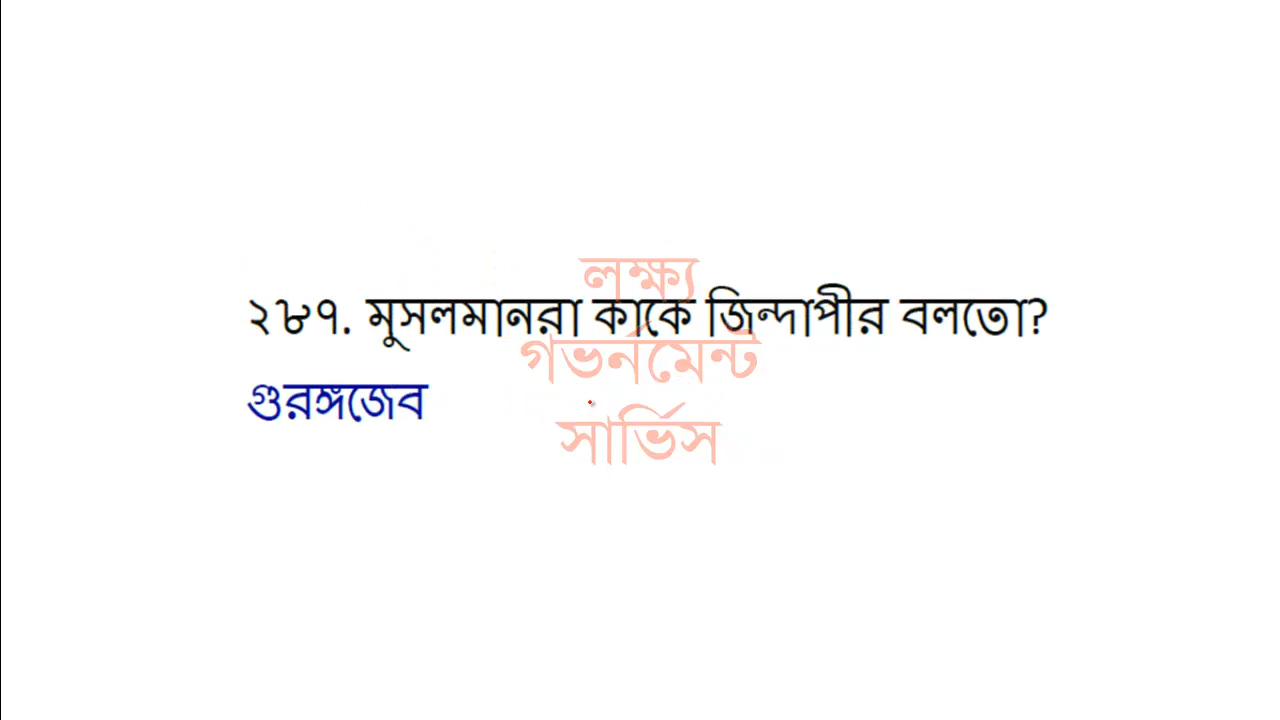 ২৮৭. মুসলমানরা কাকে জিন্দাপীর বলতো?
গুরঙ্গজেব
লক্ষ্য
গভর্নমেন্ট
সার্ভিস